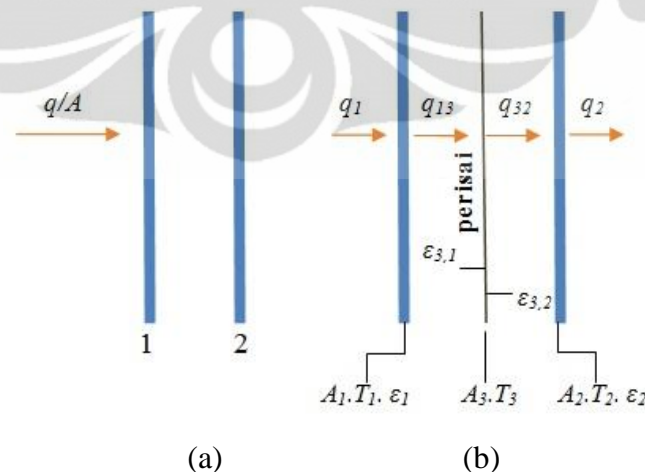 q/A
q₁ q₁₃ q₃₂ q₂
perisai
ε₃,₁
ε₃,₂
1 2
A₁.T₁. ε₁ A₃.T₃ A₂.T₂. ε₂
(a) (b)